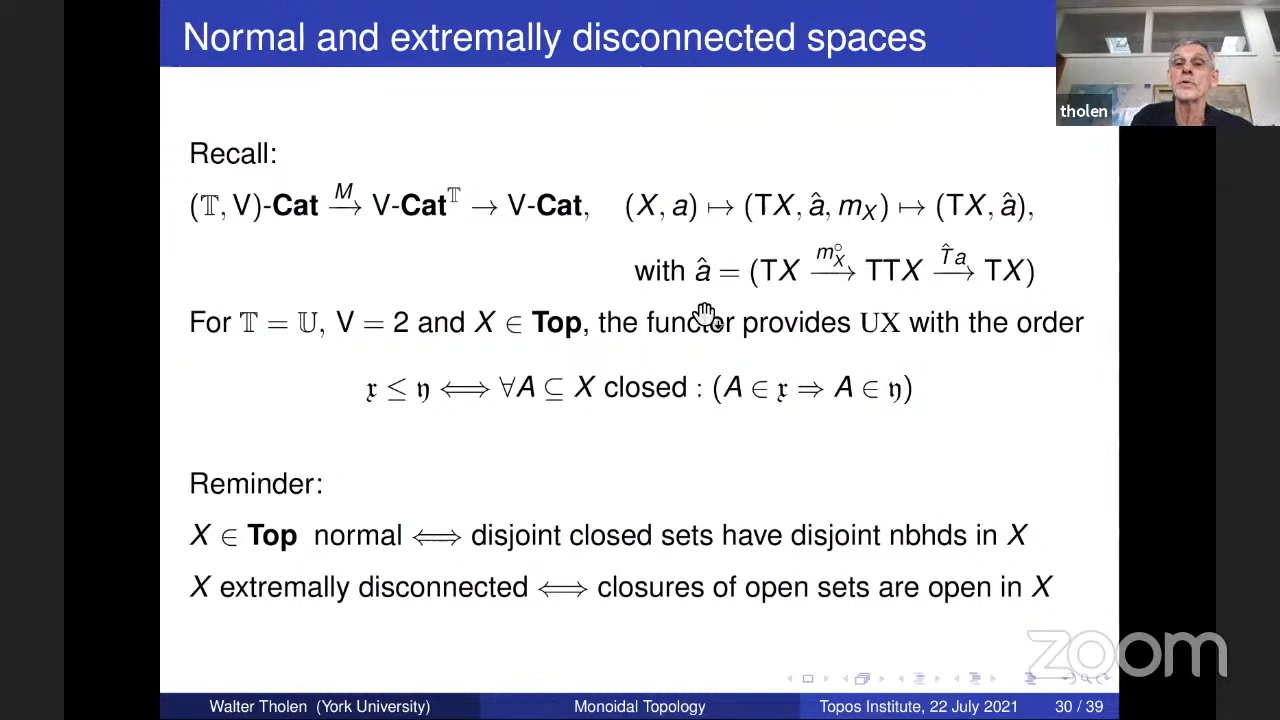 Normal and extremally disconnected spaces
tholen
Recall:
(𝕋, V)-Cat —M→ V-Cat^𝕋 → V-Cat, (X, a) ↦ (TX, â, m_X) ↦ (TX, â),
with â = (TX —m_X°→ TTX —T̂a→ TX)
For 𝕋 = 𝕌, V = 2 and X ∈ Top, the functor provides UX with the order
𝔵 ≤ 𝔶 ⟺ ∀A ⊆ X closed : (A ∈ 𝔵 ⇒ A ∈ 𝔶)
Reminder:
X ∈ Top normal ⟺ disjoint closed sets have disjoint nbhds in X
X extremally disconnected ⟺ closures of open sets are open in X
zoom
Walter Tholen (York University) Monoidal Topology Topos Institute, 22 July 2021 30 / 39